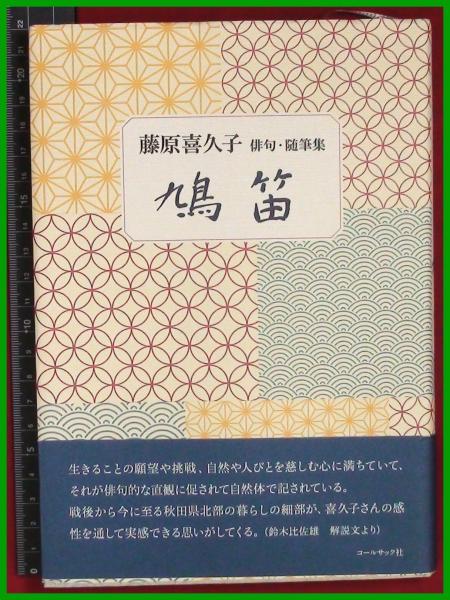 藤原喜久子 俳句・随筆集
鳩笛
生きることの願望や挑戦、自然や人びとを慈しむ心に満ちていて、
それが俳句的な直観に促されて自然体で記されている。
戦後から今に至る秋田県北部の暮らしの細部が、喜久子さんの感
性を通して実感できる思いがしてくる。(鈴木比佐雄 解説文より)
コールサック社
22
+20
+15
+10
5
0